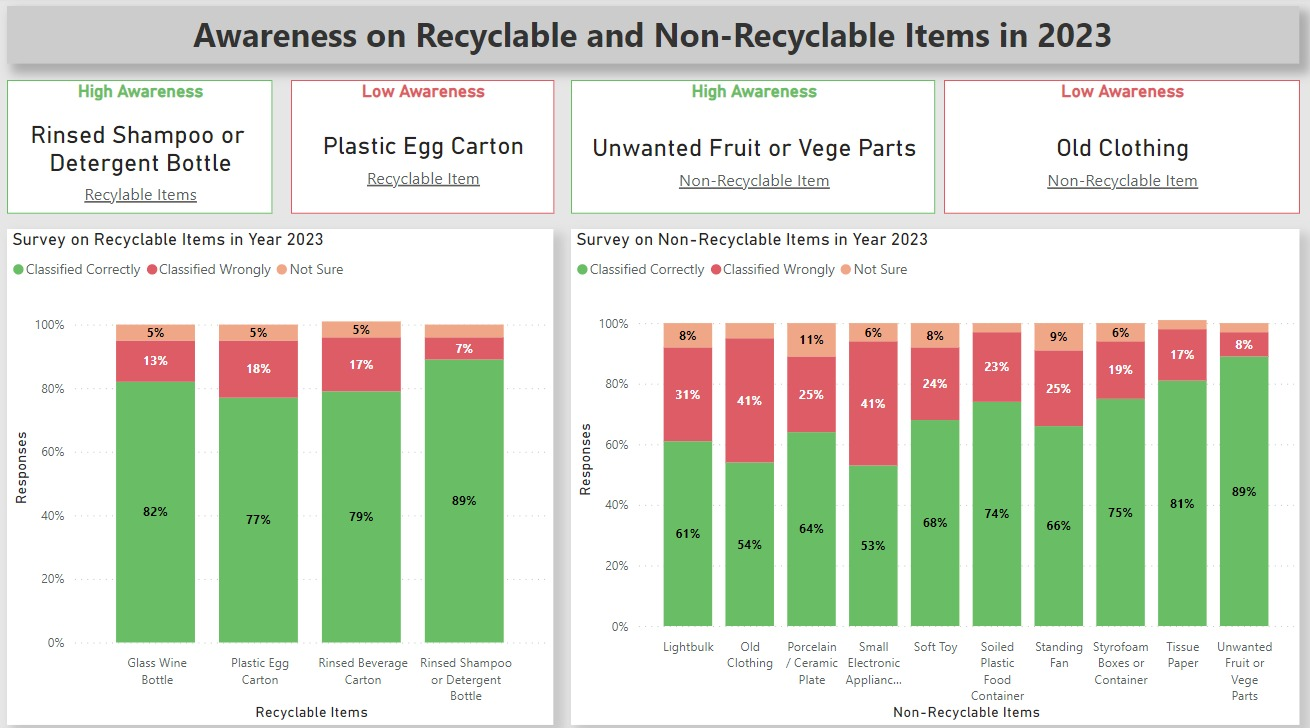 Awareness on Recyclable and Non-Recyclable Items in 2023
High Awareness
Rinsed Shampoo or
Detergent Bottle
Recylable Items
Low Awareness
Plastic Egg Carton
Recyclable Item
High Awareness
Unwanted Fruit or Vege Parts
Non-Recyclable Item
Low Awareness
Old Clothing
Non-Recyclable Item
Survey on Recyclable Items in Year 2023
Classified Correctly Classified Wrongly Not Sure
Responses
100%
80%
60%
40%
20%
0%
5%
13%
82%
5%
18%
77%
5%
17%
79%
7%
89%
Glass Wine
Bottle
Plastic Egg
Carton
Rinsed Beverage
Carton
Rinsed Shampoo
or Detergent
Bottle
Recyclable Items
Survey on Non-Recyclable Items in Year 2023
Classified Correctly Classified Wrongly Not Sure
Responses
100%
80%
60%
40%
20%
0%
8%
31%
61%
41%
54%
11%
25%
64%
6%
41%
53%
8%
24%
68%
23%
74%
9%
25%
66%
6%
19%
75%
17%
81%
8%
89%
Lightbulk
Old
Clothing
Porcelain
/ Ceramic
Plate
Small
Electronic
Applianc...
Soft Toy
Soiled
Plastic
Food
Container
Standing
Fan
Styrofoam
Boxes or
Container
Tissue
Paper
Unwanted
Fruit or
Vege
Parts
Non-Recyclable Items